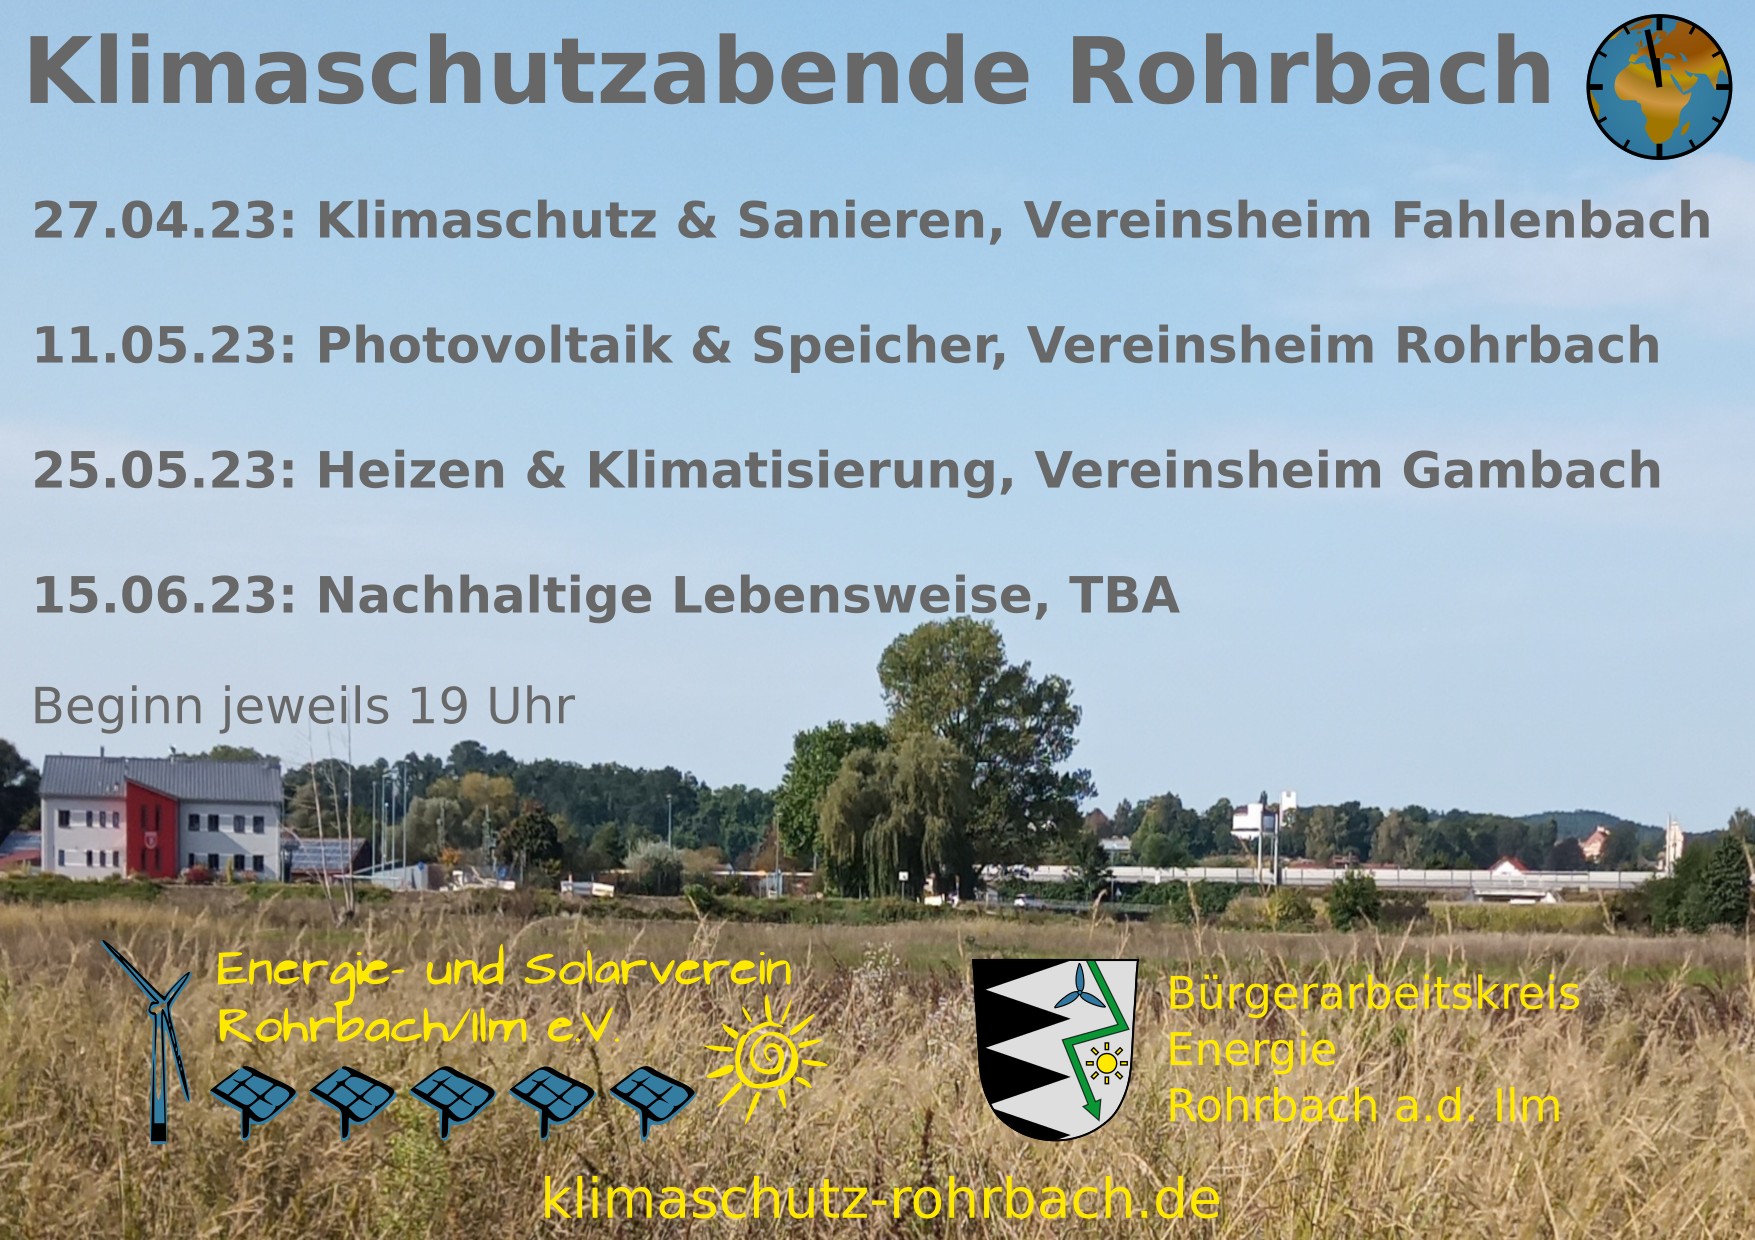 Klimaschutzabende Rohrbach
27.04.23: Klimaschutz & Sanieren, Vereinsheim Fahlenbach
11.05.23: Photovoltaik & Speicher, Vereinsheim Rohrbach
25.05.23: Heizen & Klimatisierung, Vereinsheim Gambach
15.06.23: Nachhaltige Lebensweise, TBA
Beginn jeweils 19 Uhr
Energie- und Solarverein
Rohrbach/Ilm e.V.
Bürgerarbeitskreis
Energie
Rohrbach a.d. Ilm
klimaschutz-rohrbach.de